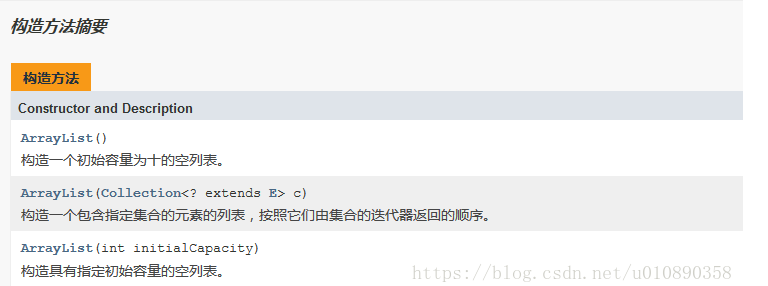 构造方法摘要
构造方法
Constructor and Description
ArrayList()
构造一个初始容量为十的空列表。
ArrayList(Collection<? extends E> c)
构造一个包含指定集合的元素的列表，按照它们由集合的迭代器返回的顺序。
ArrayList(int initialCapacity)
构造具有指定初始容量的空列表。
https://blog.csdn.net/u010890358